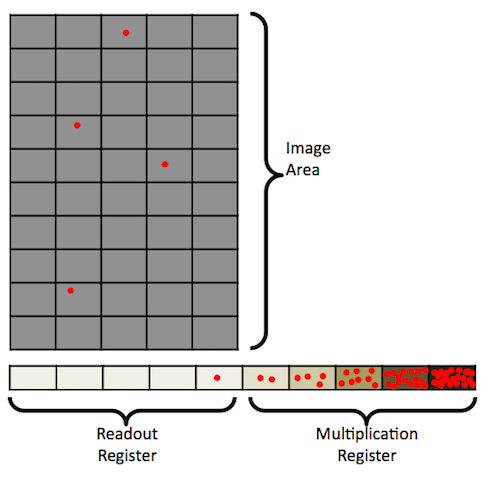 Image
Area
Readout
Register
Multiplication
Register